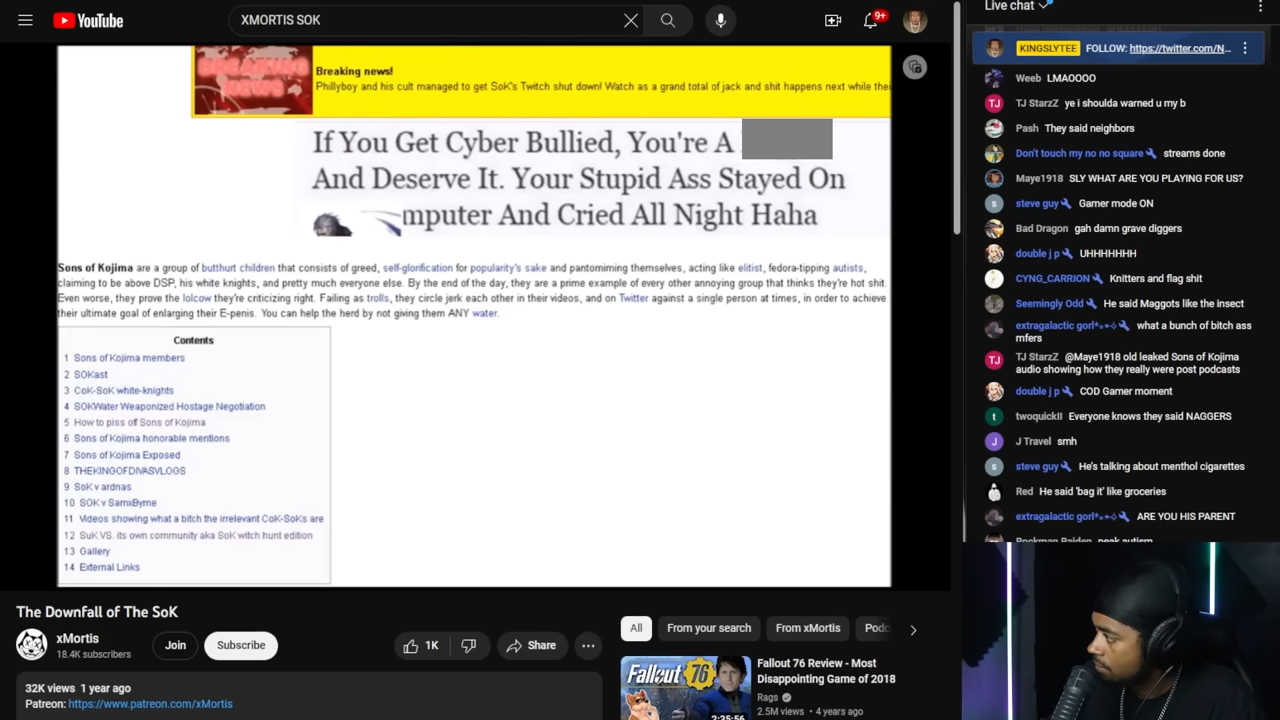 YouTube
XMORTIS SOK
9+
BREAKING
NEWS
Breaking news!
Phillyboy and his cult managed to get SoK's Twitch shut down! Watch as a grand total of jack and shit happens next while
If You Get Cyber Bullied, You're A
And Deserve It. Your Stupid Ass Stayed On
mputer And Cried All Night Haha
Sons of Kojima are a group of butthurt children that consists of greed, self-glorification for popularity's sake and pantomiming themselves, acting like elitist, fedora-tipping autists,
claiming to be above DSP, his white knights, and pretty much everyone else. By the end of the day, they are a prime example of every other annoying group that thinks they're hot shit.
Even worse, they prove the lolcow they're criticizing right. Failing as trolls, they circle jerk each other in their videos, and on Twitter against a single person at times, in order to achieve
their ultimate goal of enlarging their E-penis. You can help the herd by not giving them ANY water.
Contents
1 Sons of Kojima members
2 SOKast
3 CoK-SoK white-knights
4 SOKWater Weaponized Hostage Negotiation
5 How to piss off Sons of Kojima
6 Sons of Kojima honorable mentions
7 Sons of Kojima Exposed
8 THEKINGOFDIVASVLOGS
9 SoK v ardnas
10 SOK v SamxByrne
11 Videos showing what a bitch the irrelevant CoK-SoKs are
12 SuK VS. its own community aka SoK witch hunt edition
13 Gallery
14 External Links
The Downfall of The SoK
xMortis
18.4K subscribers
Join
Subscribe
1K
Share
32K views 1 year ago
Patreon: https://www.patreon.com/xMortis
All
From your search
From xMortis
Podc
Fallout 76
2:35:56
Fallout 76 Review - Most
Disappointing Game of 2018
Rags
2.5M views • 4 years ago
Live chat
KINGSLYTEE FOLLOW: https://twitter.com/N...
Weeb LMAOOOO
TJ StarzZ ye i shoulda warned u my b
Pash They said neighbors
Don't touch my no no square streams done
Maye1918 SLY WHAT ARE YOU PLAYING FOR US?
steve guy Gamer mode ON
Bad Dragon gah damn grave diggers
double j p UHHHHHHH
CYNG_CARRION Knitters and flag shit
Seemingly Odd He said Maggots like the insect
extragalactic gorl*⋆⭒✧ what a bunch of bitch ass
mfers
TJ StarzZ @Maye1918 old leaked Sons of Kojima
audio showing how they really were post podcasts
double j p COD Gamer moment
twoquickII Everyone knows they said NAGGERS
J Travel smh
steve guy He's talking about menthol cigarettes
Red He said 'bag it' like groceries
extragalactic gorl*⋆⭒✧ ARE YOU HIS PARENT
Rockman Raiden peak autism